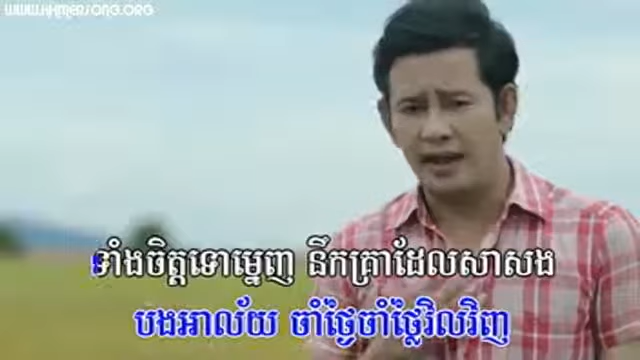 WWW.KHMERSONG.ORG
ទាំងចិត្តទោម្នេញ នឹកគ្រាដែលសាសង
បងអាល័យ ចាំថ្ងៃចាំថ្លៃវិលវិញ